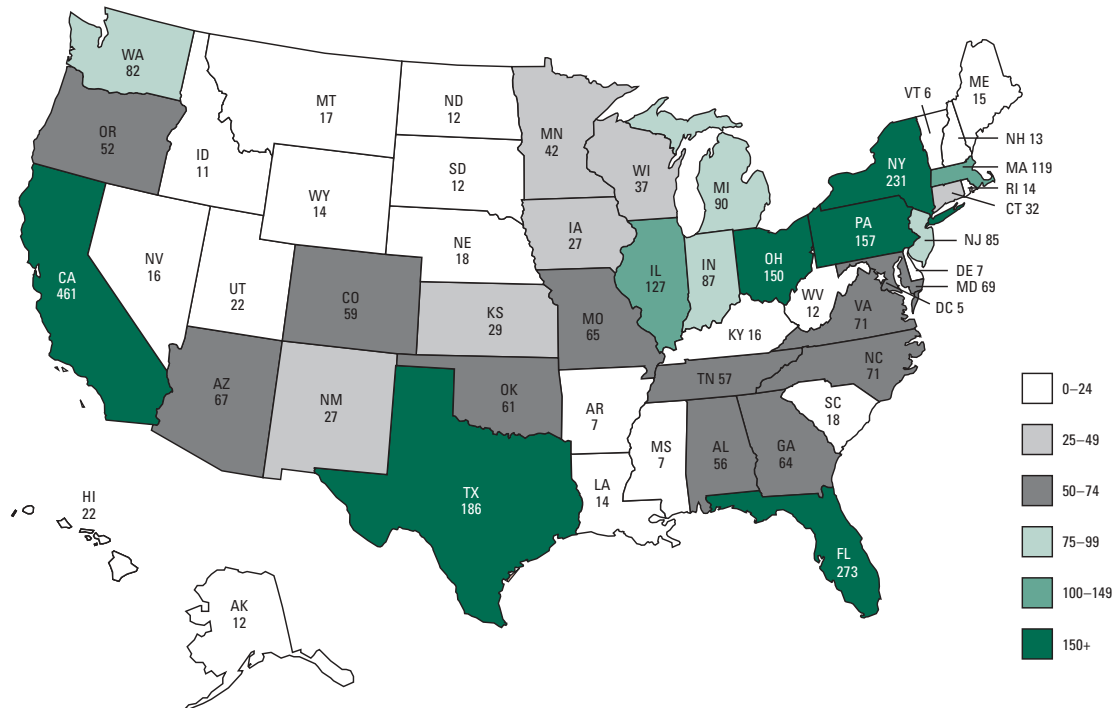 WA
82
OR
52
CA
461
ID
11
NV
16
MT
17
WY
14
UT
22
AZ
67
CO
59
NM
27
ND
12
SD
12
NE
18
KS
29
OK
61
TX
186
MN
42
IA
27
MO
65
AR
7
LA
14
WI
37
IL
127
MI
90
IN
87
OH
150
KY 16
TN 57
MS
7
AL
56
GA
64
FL
273
SC
18
NC
71
VA
71
WV
12
PA
157
NY
231
VT 6
ME
15
NH 13
MA 119
RI 14
CT 32
NJ 85
DE 7
MD 69
DC 5
HI
22
AK
12
0–24
25–49
50–74
75–99
100–149
150+